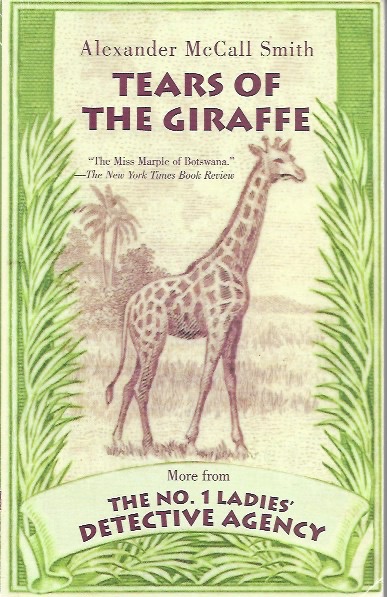 Alexander McCall Smith
TEARS OF
THE GIRAFFE
"The Miss Marple of Botswana."
—The New York Times Book Review
More from
THE NO. 1 LADIES'
DETECTIVE AGENCY